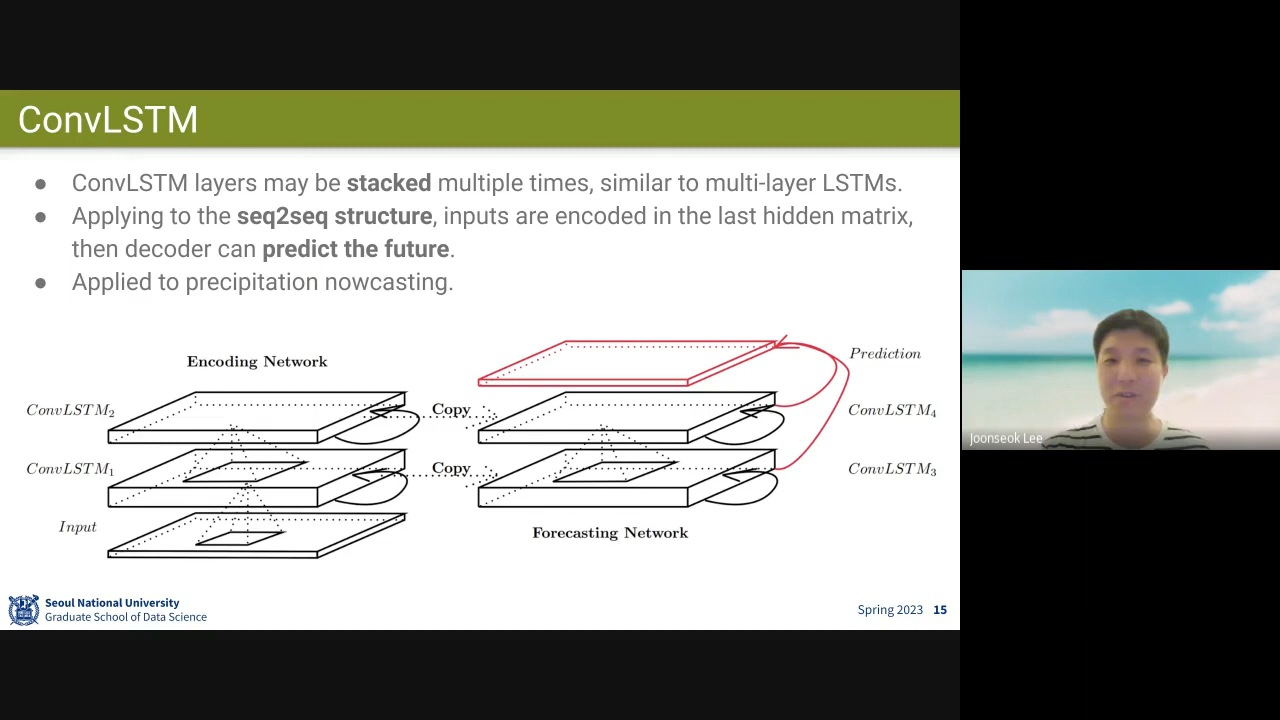 ConvLSTM
● ConvLSTM layers may be stacked multiple times, similar to multi-layer LSTMs.
● Applying to the seq2seq structure, inputs are encoded in the last hidden matrix,
then decoder can predict the future.
● Applied to precipitation nowcasting.
Encoding Network
Prediction
ConvLSTM₂
Copy
ConvLSTM₄
ConvLSTM₁
Copy
ConvLSTM₃
Input
Forecasting Network
Seoul National University
Graduate School of Data Science
Spring 2023 15
Joonseok Lee